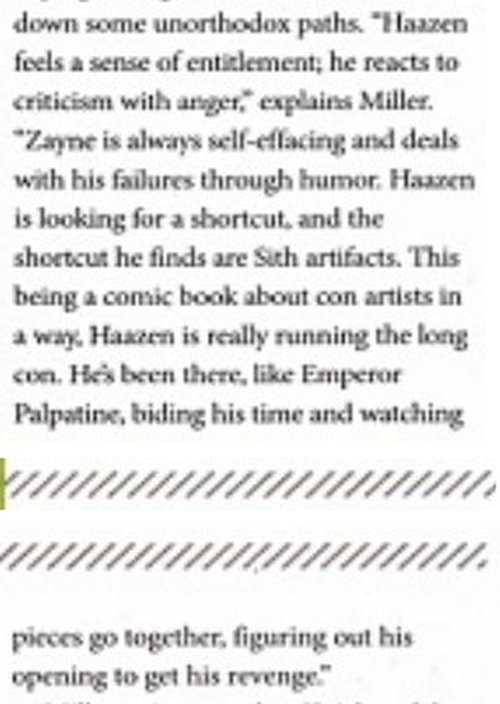 down some unorthodox paths. "Haazen
feels a sense of entitlement; he reacts to
criticism with anger," explains Miller.
"Zayne is always self-effacing and deals
with his failures through humor. Haazen
is looking for a shortcut, and the
shortcut he finds are Sith artifacts. This
being a comic book about con artists in
a way, Haazen is really running the long
con. He's been there, like Emperor
Palpatine, biding his time and watching
pieces go together, figuring out his
opening to get his revenge."